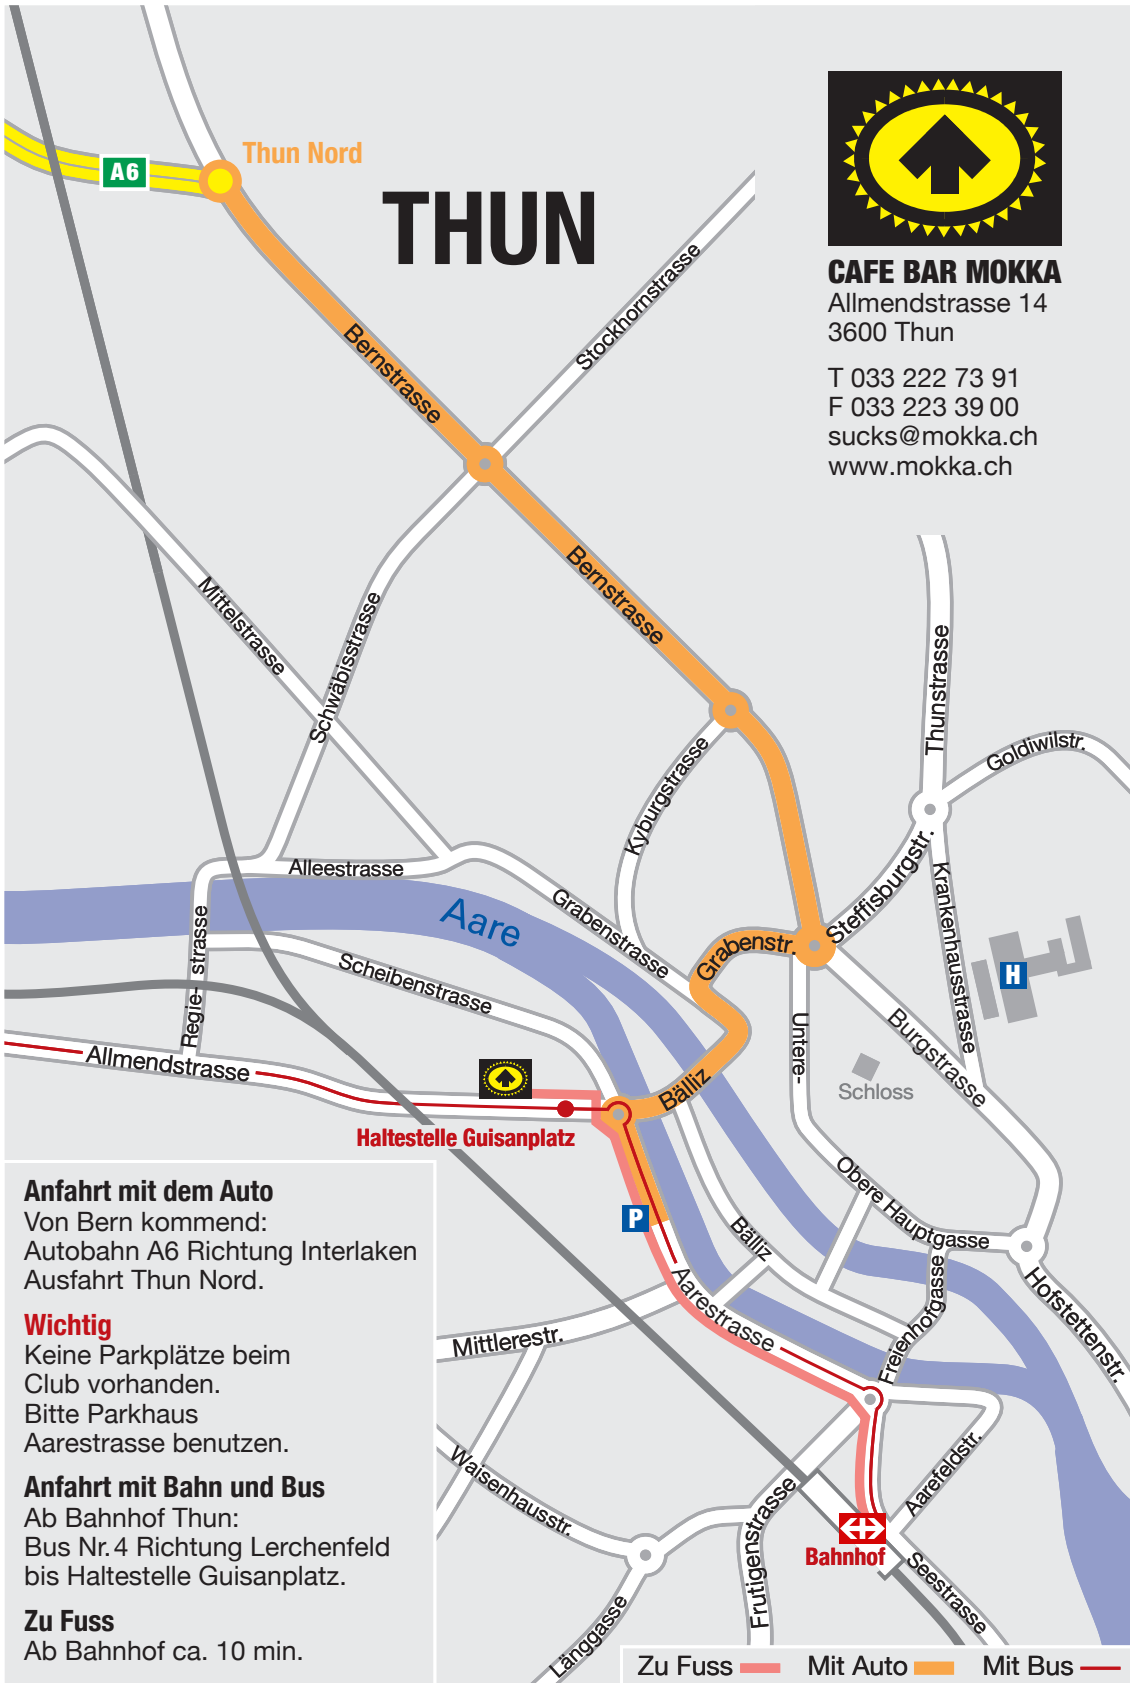 Thun Nord
A6
THUN
CAFE BAR MOKKA
Allmendstrasse 14
3600 Thun
T 033 222 73 91
F 033 223 39 00
sucks@mokka.ch
www.mokka.ch
Stockhornstrasse
Bernstrasse
Bernstrasse
Mittelstrasse
Schwäbisstrasse
Thunstrasse
Goldiwilstr.
Kyburgstrasse
Steffisburgstr.
Krankenhausstrasse
Alleestrasse
Grabenstrasse
Aare
Grabenstr.
H
Regie- strasse
Scheibenstrasse
Untere-
Burgstrasse
Allmendstrasse
Schloss
Bälliz
Haltestelle Guisanplatz
Obere Hauptgasse
P
Bälliz
Freienhofgasse
Hofstettenstr.
Aarestrasse
Mittlerestr.
Waisenhausstr.
Aarefeldstr.
Frutigenstrasse
Bahnhof
Seestrasse
Länggasse
Anfahrt mit dem Auto
Von Bern kommend:
Autobahn A6 Richtung Interlaken
Ausfahrt Thun Nord.
Wichtig
Keine Parkplätze beim
Club vorhanden.
Bitte Parkhaus
Aarestrasse benutzen.
Anfahrt mit Bahn und Bus
Ab Bahnhof Thun:
Bus Nr. 4 Richtung Lerchenfeld
bis Haltestelle Guisanplatz.
Zu Fuss
Ab Bahnhof ca. 10 min.
Zu Fuss Mit Auto Mit Bus